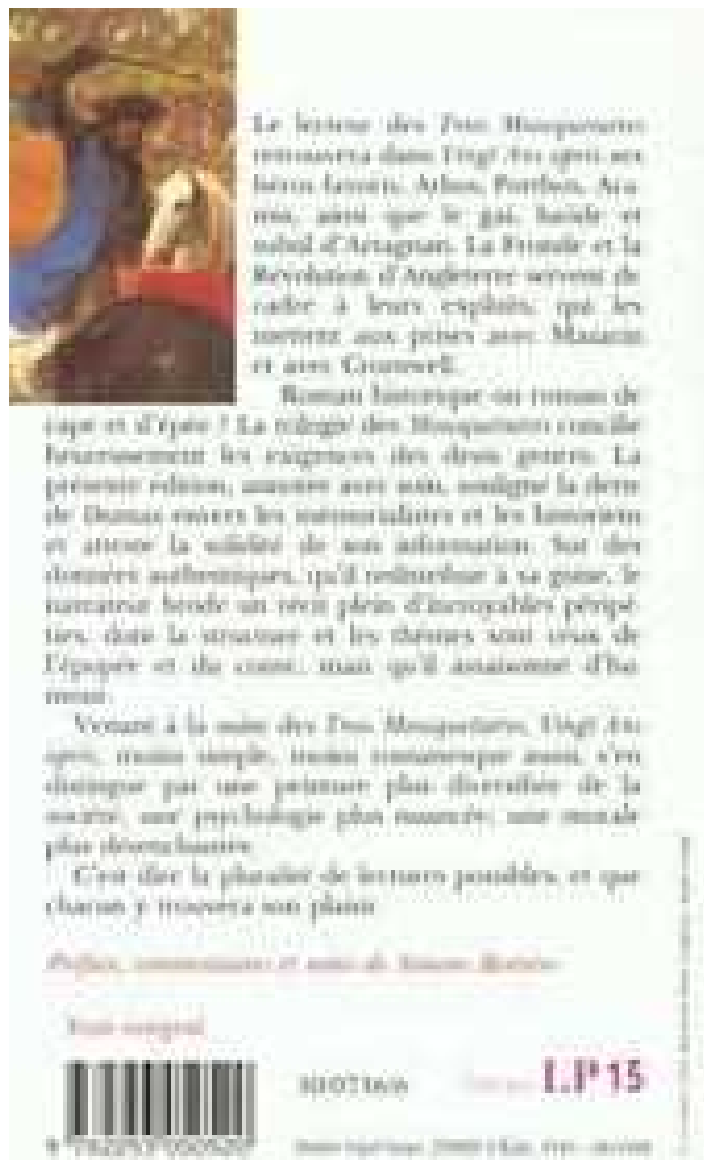 Le lecteur des Trois Mousquetaires
retrouvera dans Vingt Ans après ses
héros favoris, Athos, Porthos, Ara-
mis, ainsi que le gai, lucide et
subtil d'Artagnan. La Fronde et la
Révolution d'Angleterre servent de
cadre à leurs exploits, qui les
mettent aux prises avec Mazarin
et avec Cromwell.
Roman historique ou roman de
cape et d'épée ? La trilogie des Mousquetaires concilie
heureusement les exigences des deux genres. La
présente édition, annotée avec soin, souligne la dette
de Dumas envers les mémorialistes et les historiens
et atteste la solidité de son information. Sur des
données authentiques, qu'il redistribue à sa guise, le
narrateur brode un récit plein d'incroyables péripé-
ties, dont la structure et les thèmes sont ceux de
l'épopée et du conte, mais qu'il assaisonne d'hu-
mour.
Venant à la suite des Trois Mousquetaires, Vingt Ans
après, moins simple, moins romanesque aussi, s'en
distingue par une peinture plus diversifiée de la
société, une psychologie plus nuancée, une morale
plus désenchantée.
C'est dire la pluralité de lectures possibles, et que
chacun y trouvera son plaisir.
Préface, commentaires et notes de Simone
Texte intégral
LP 15